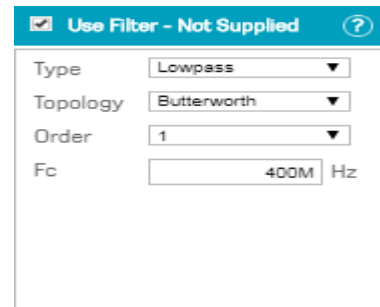 Use Filter - Not Supplied ?
Type Lowpass
Topology Butterworth
Order 1
Fc 400M Hz